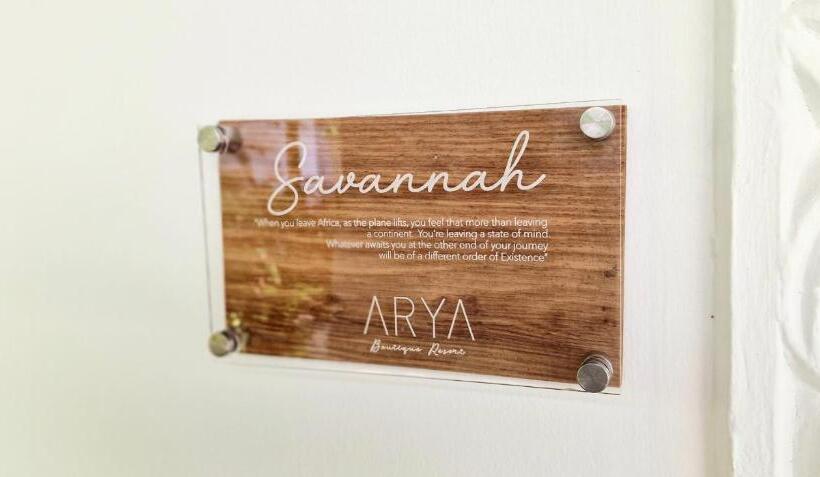 Savannah
"When you leave Africa, as the plane lifts, you feel that more than leaving
a continent. You're leaving a state of mind.
Whatever awaits you at the other end of your journey
will be of a different order of Existence"
ARYA
Boutique Resort